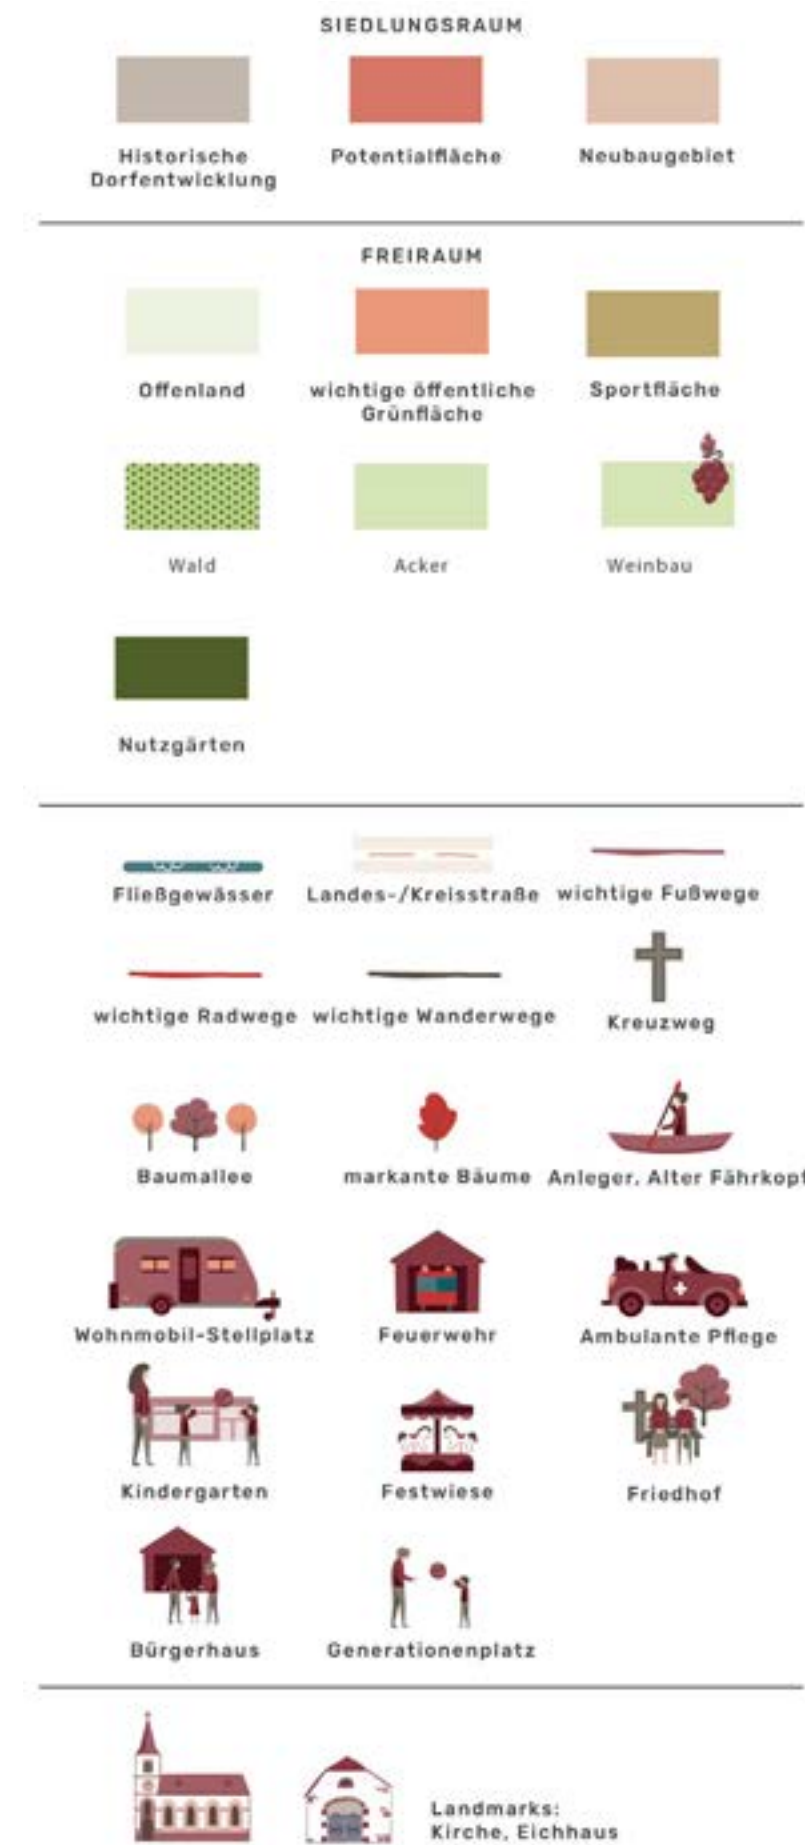 SIEDLUNGSRAUM
Historische
Dorfentwicklung
Potentialfläche
Neubaugebiet
FREIRAUM
Offenland
wichtige öffentliche
Grünfläche
Sportfläche
Wald
Acker
Weinbau
Nutzgärten
Fließgewässer
Landes-/Kreisstraße
wichtige Fußwege
wichtige Radwege
wichtige Wanderwege
Kreuzweg
Baumallee
markante Bäume
Anleger, Alter Fährkopf
Wohnmobil-Stellplatz
Feuerwehr
Ambulante Pflege
Kindergarten
Festwiese
Friedhof
Bürgerhaus
Generationenplatz
Landmarks:
Kirche, Eichhaus